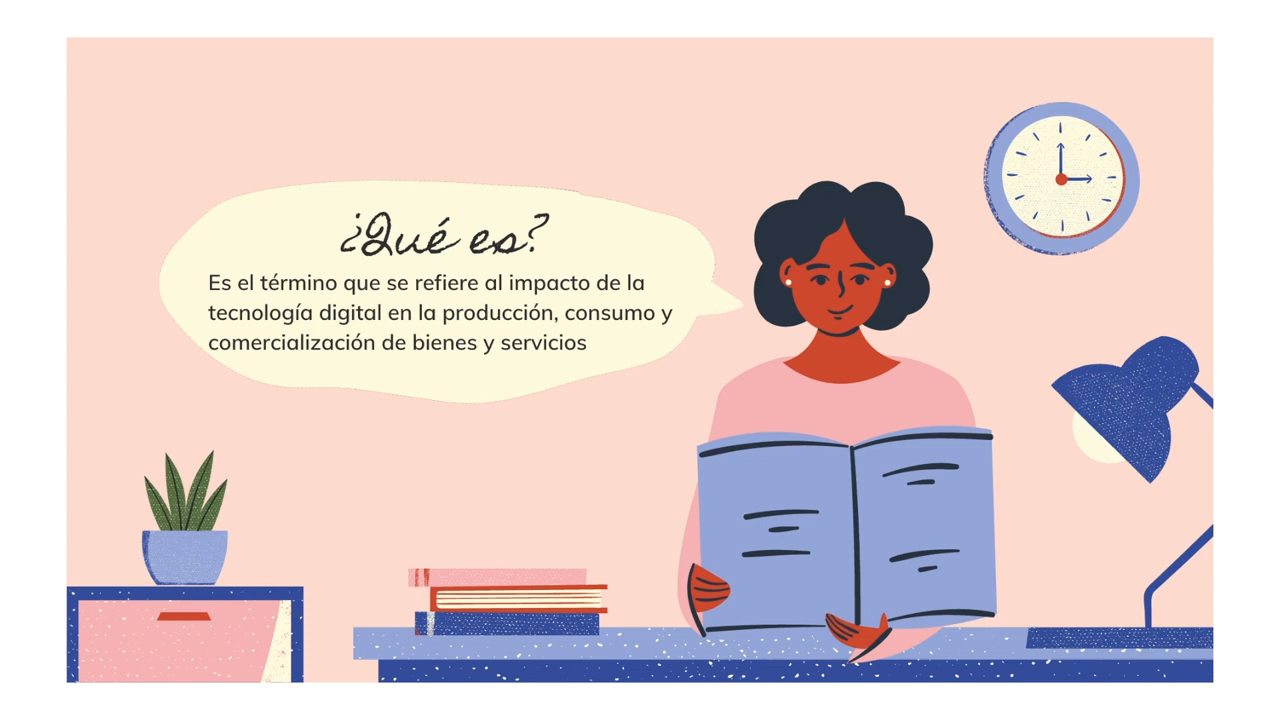 ¿Qué es?
Es el término que se refiere al impacto de la
tecnología digital en la producción, consumo y
comercialización de bienes y servicios